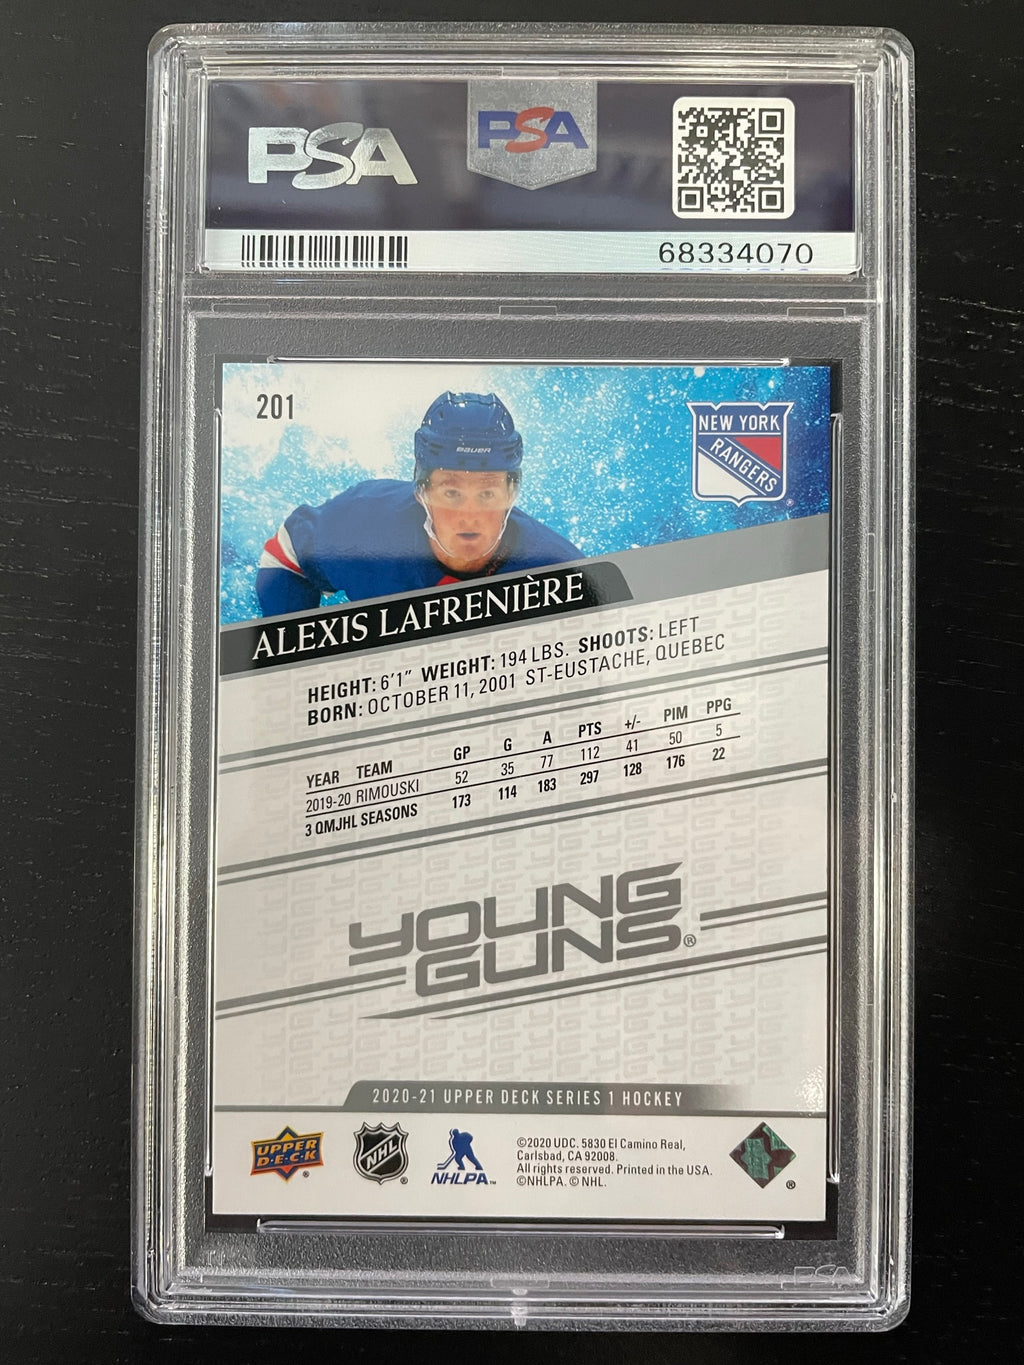 PSA
PSA
68334070
201
BAUER
NEW YORK
RANGERS
®
ALEXIS LAFRENIÈRE
HEIGHT: 6'1" WEIGHT: 194 LBS. SHOOTS: LEFT
BORN: OCTOBER 11, 2001 ST-EUSTACHE, QUEBEC
YEAR TEAM GP G A PTS +/- PIM PPG
2019-20 RIMOUSKI 52 35 77 112 41 50 5
3 QMJHL SEASONS 173 114 183 297 128 176 22
YOUNG
GUNS®
2020-21 UPPER DECK SERIES 1 HOCKEY
UPPER
D·E·C·K ®
NHL ®
NHLPA™
©2020 UDC. 5830 El Camino Real,
Carlsbad, CA 92008.
All rights reserved. Printed in the USA.
©NHLPA. © NHL.
®
PSA